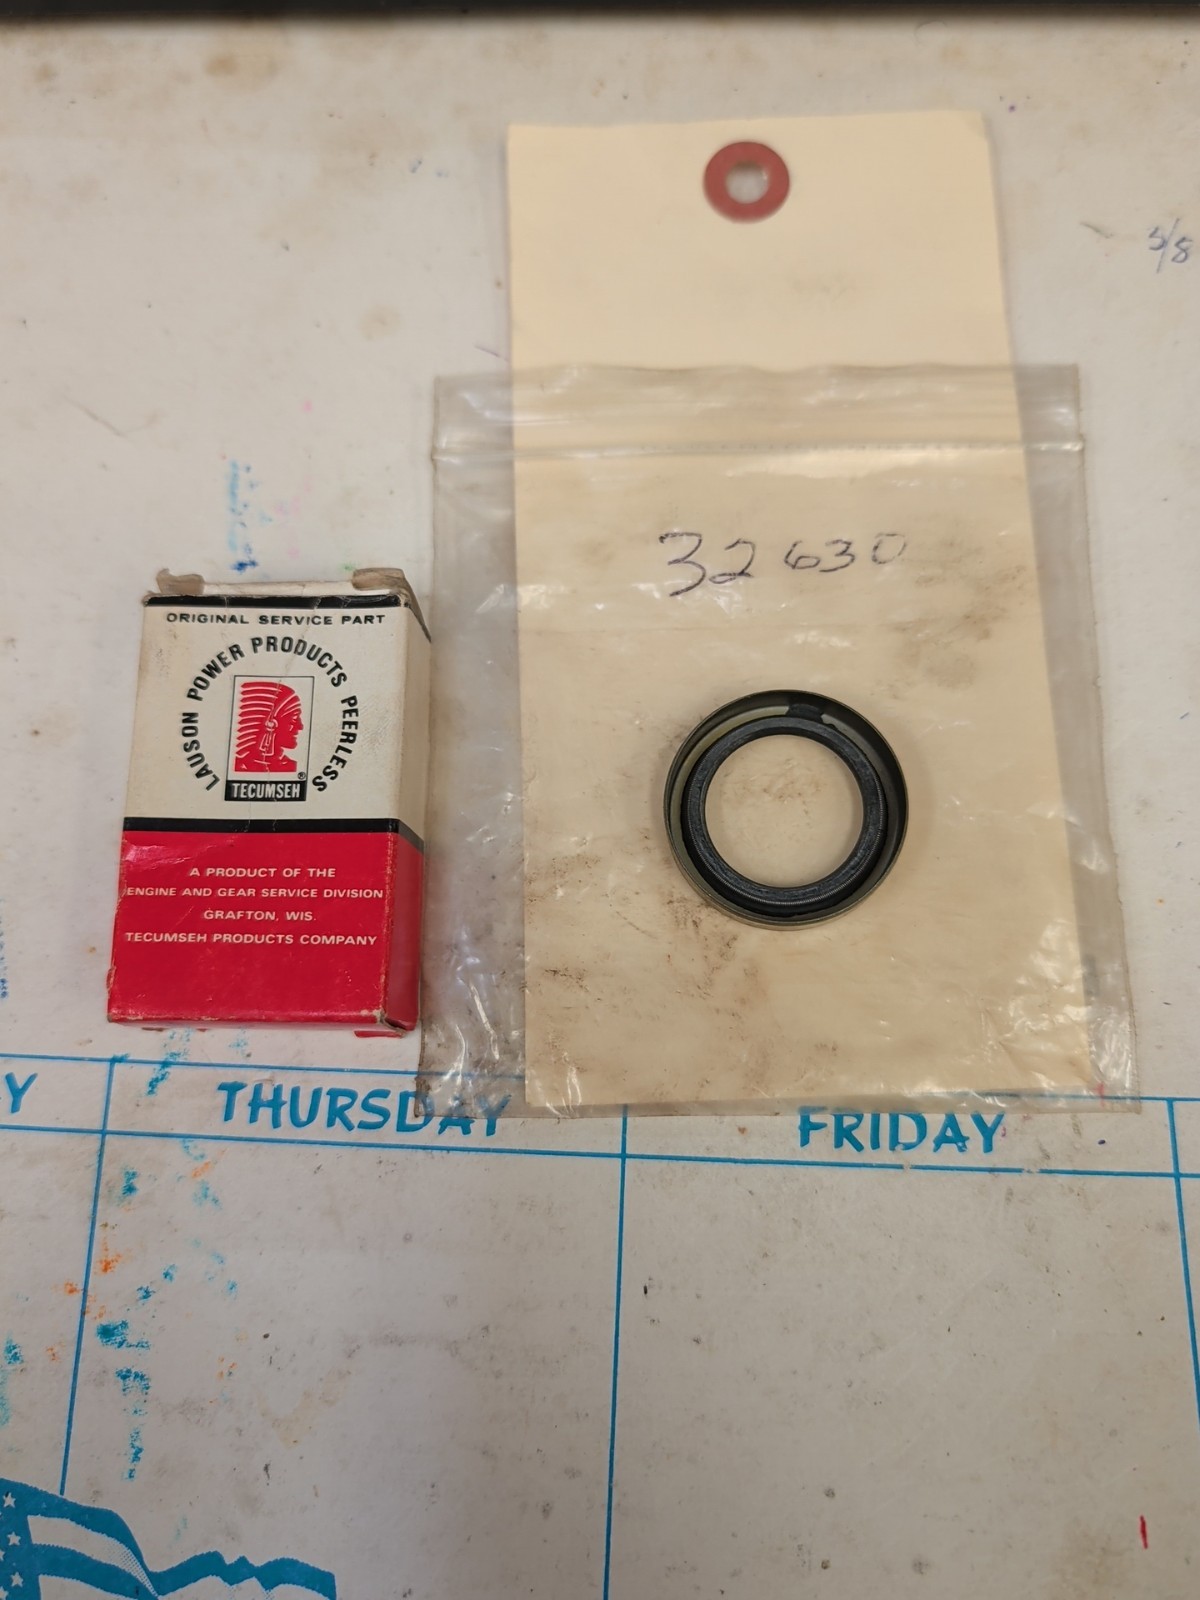 5/8
32630
ORIGINAL SERVICE PART
LAUSON POWER PRODUCTS PEERLESS
®
TECUMSEH
A PRODUCT OF THE
ENGINE AND GEAR SERVICE DIVISION
GRAFTON, WIS.
TECUMSEH PRODUCTS COMPANY
Y
THURSDAY
FRIDAY